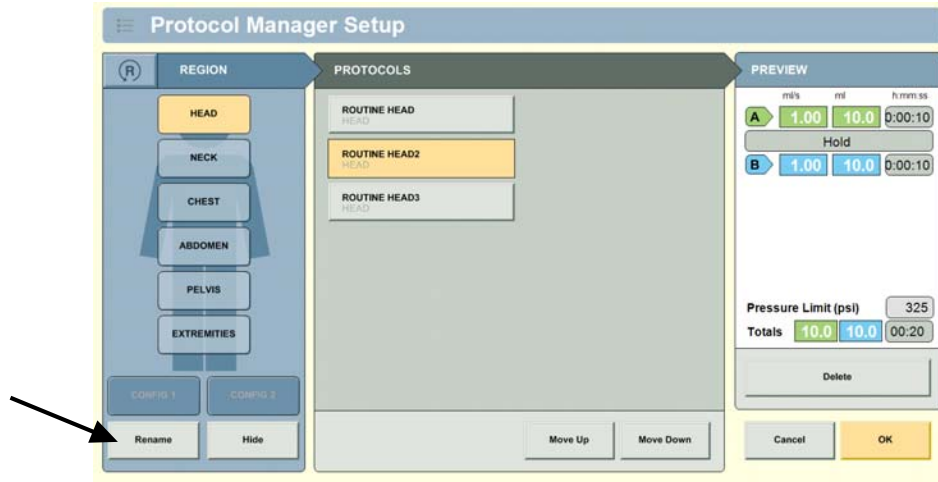 Protocol Manager Setup
R REGION
HEAD
NECK
CHEST
ABDOMEN
PELVIS
EXTREMITIES
CONFIG 1 CONFIG 2
Rename Hide
PROTOCOLS
ROUTINE HEAD
HEAD
ROUTINE HEAD2
HEAD
ROUTINE HEAD3
HEAD
Move Up Move Down
PREVIEW
ml/s ml h:mm:ss
A 1.00 10.0 0:00:10
Hold
B 1.00 10.0 0:00:10
Pressure Limit (psi) 325
Totals 10.0 10.0 00:20
Delete
Cancel OK